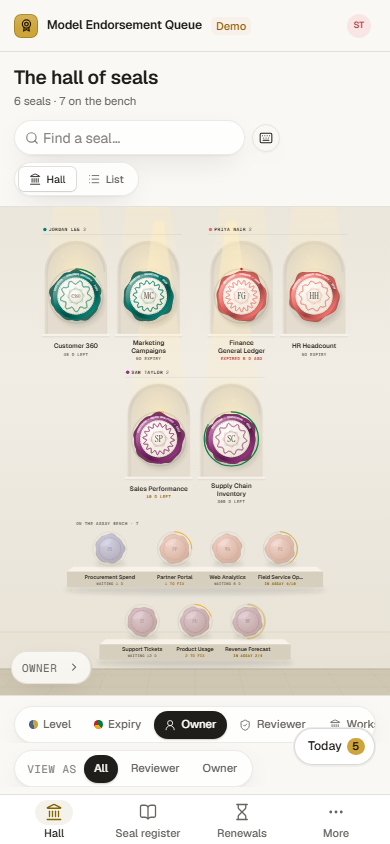 Model Endorsement Queue Demo ST
The hall of seals
6 seals · 7 on the bench
Find a seal...
Hall List
JORDAN LEE 2 PRIYA NAIR 2
MC FG HH
Customer 360 Marketing Campaigns Finance General Ledger HR Headcount
NO EXPIRY NO EXPIRY
SAM TAYLOR 2
SP SC
Sales Performance Supply Chain Inventory
ON THE ASSAY BENCH · 7
Procurement Spend Partner Portal Web Analytics Field Service Op...
Support Tickets Product Usage Revenue Forecast
OWNER
Level Expiry Owner Reviewer
Today 5
VIEW AS All Reviewer Owner
Hall Seal register Renewals More